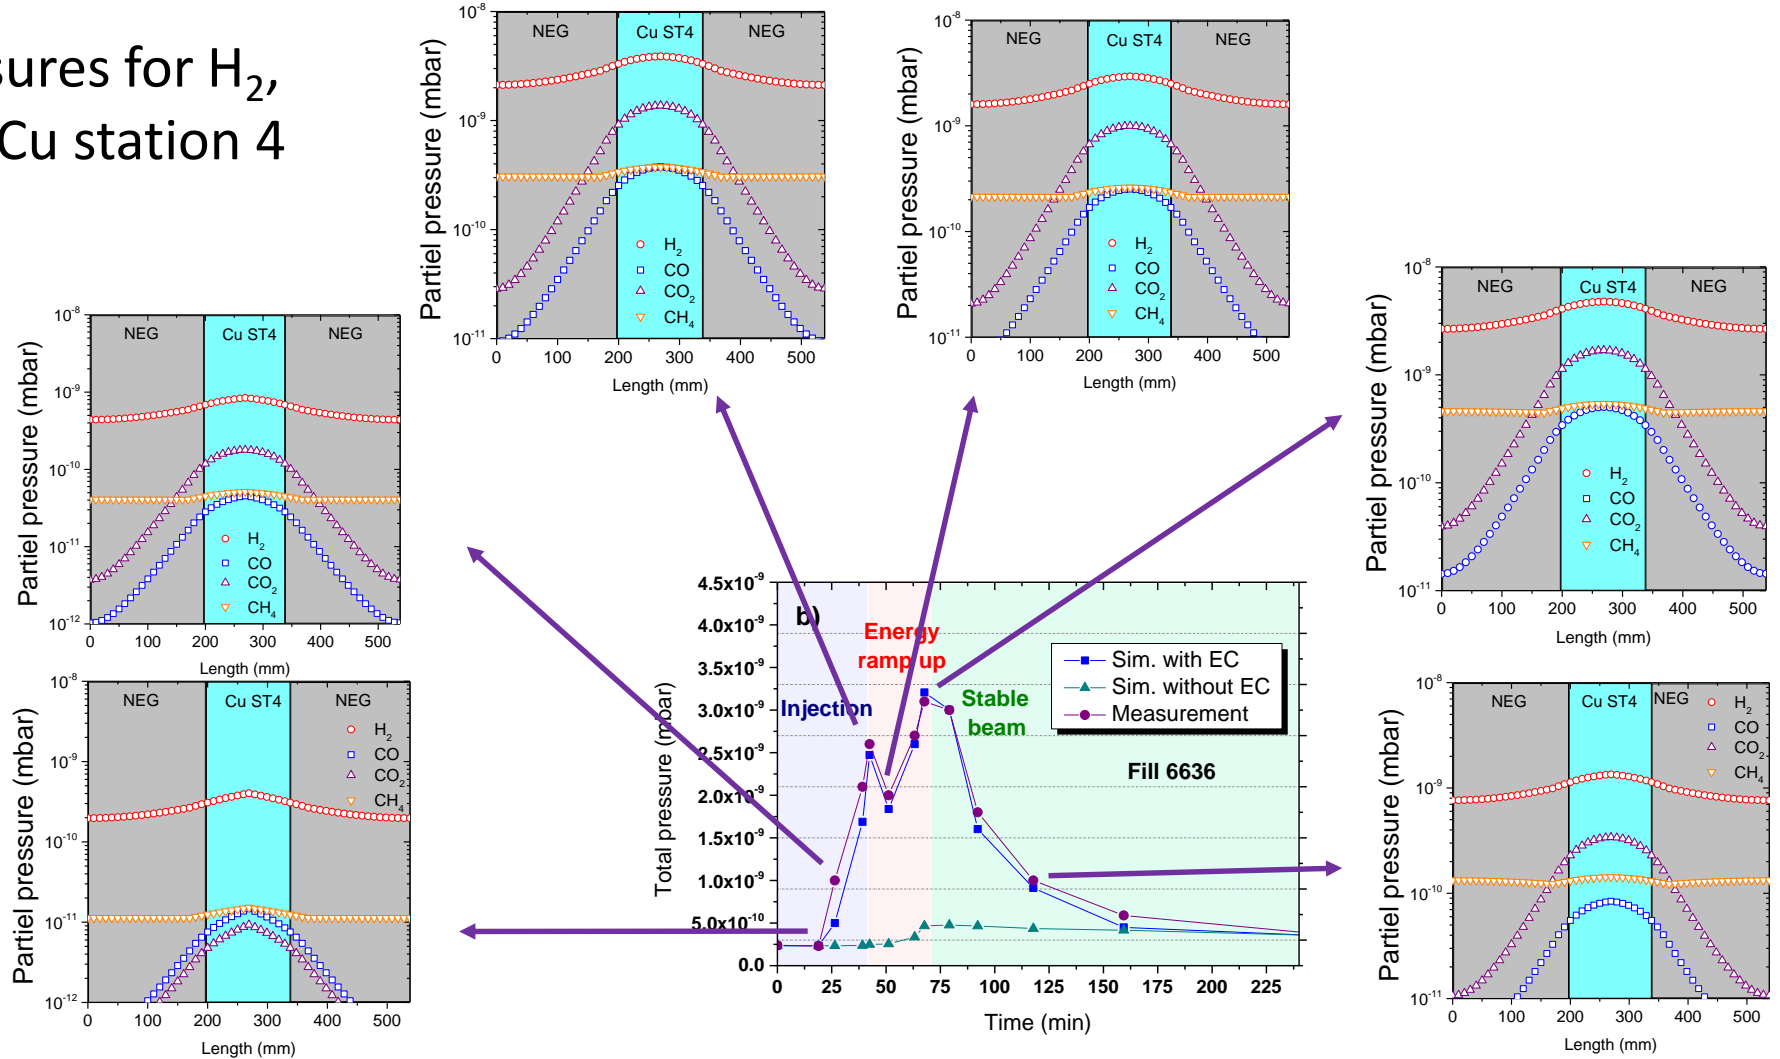 sures for H₂,
Cu station 4
10⁻⁸
10⁻⁹
10⁻¹⁰
10⁻¹¹
Partiel pressure (mbar)
NEG
Cu ST4
NEG
H₂
CO
CO₂
CH₄
0 100 200 300 400 500
Length (mm)
10⁻⁸
10⁻⁹
10⁻¹⁰
10⁻¹¹
Partiel pressure (mbar)
NEG
Cu ST4
NEG
H₂
CO
CO₂
CH₄
0 100 200 300 400 500
Length (mm)
10⁻⁸
10⁻⁹
10⁻¹⁰
10⁻¹¹
Partiel pressure (mbar)
NEG
Cu ST4
NEG
H₂
CO
CO₂
CH₄
0 100 200 300 400 500
Length (mm)
10⁻⁸
10⁻⁹
10⁻¹⁰
10⁻¹¹
10⁻¹²
Partiel pressure (mbar)
NEG
Cu ST4
NEG
H₂
CO
CO₂
CH₄
0 100 200 300 400 500
Length (mm)
10⁻⁸
10⁻⁹
10⁻¹⁰
10⁻¹¹
10⁻¹²
Partiel pressure (mbar)
NEG
Cu ST4
NEG
H₂
CO
CO₂
CH₄
0 100 200 300 400 500
Length (mm)
4.5x10⁻⁹
4.0x10⁻⁹
3.5x10⁻⁹
3.0x10⁻⁹
2.5x10⁻⁹
2.0x10⁻⁹
1.5x10⁻⁹
1.0x10⁻⁹
5.0x10⁻¹⁰
0.0
Total pressure (mbar)
b)
Injection
Energy
ramp up
Stable
beam
Sim. with EC
Sim. without EC
Measurement
Fill 6636
0 25 50 75 100 125 150 175 200 225
Time (min)
10⁻⁸
10⁻⁹
10⁻¹⁰
10⁻¹¹
Partiel pressure (mbar)
NEG
Cu ST4
NEG
H₂
CO
CO₂
CH₄
0 100 200 300 400 500
Length (mm)